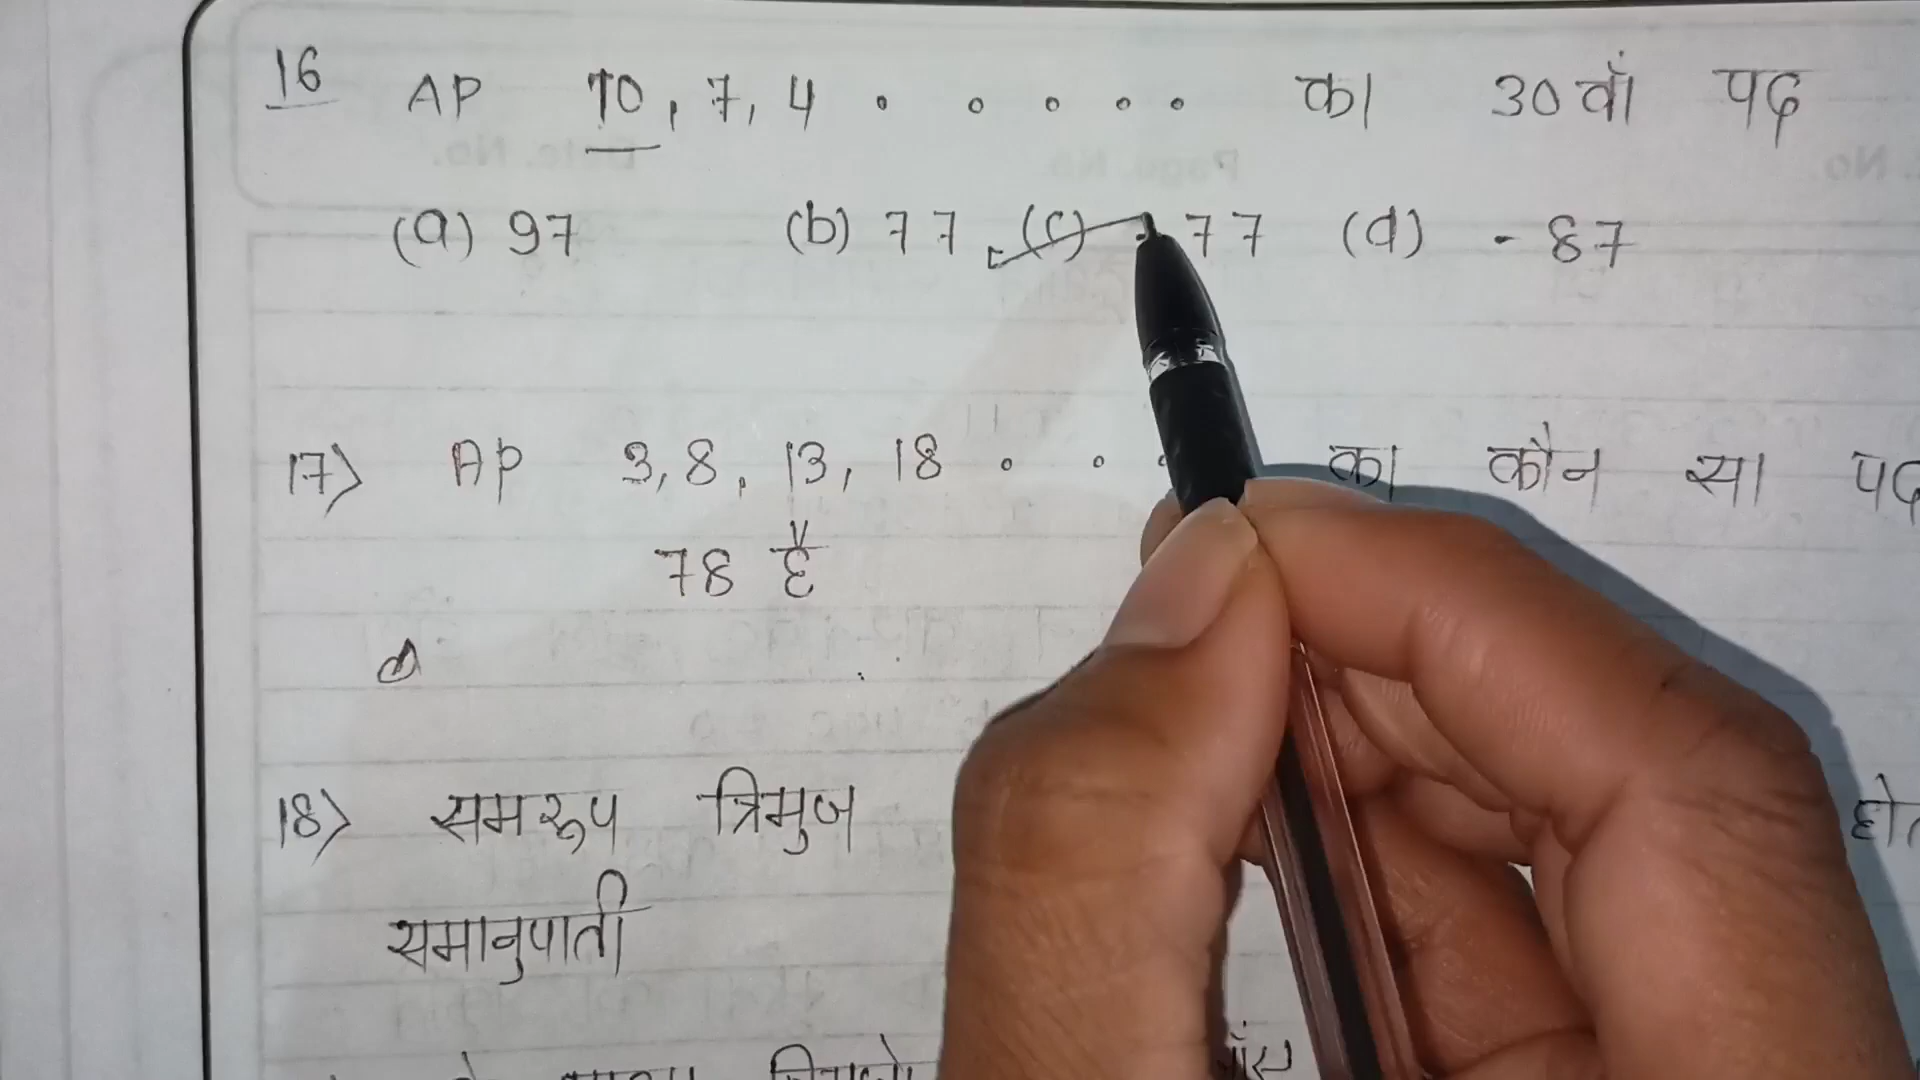 16 AP 10, 7, 4 . . . . . का 30वाँ पद
(a) 97 (b) 77 (c) -77 (d) -87
17) AP 3, 8, 13, 18 . . . का कौन सा पद
78 है
18) समरूप त्रिभुज
समानुपाती